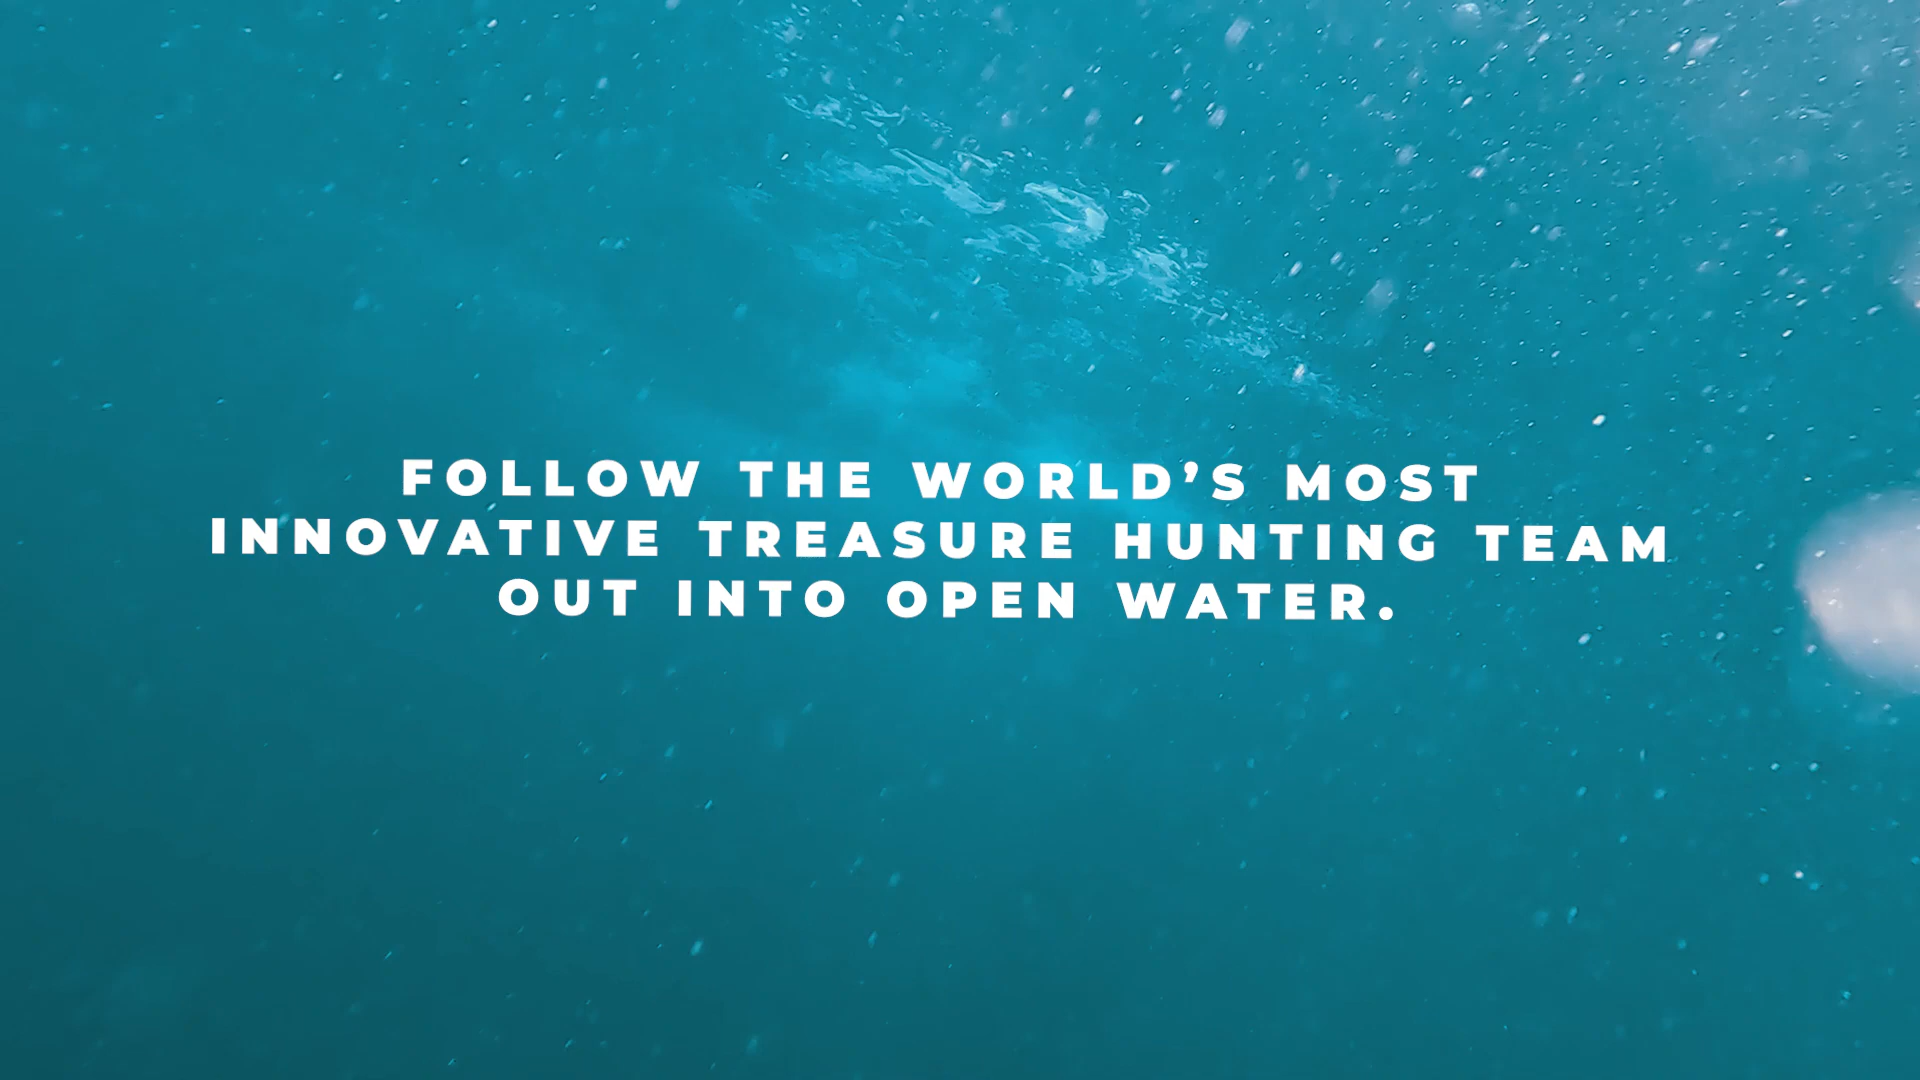 FOLLOW THE WORLD’S MOST
INNOVATIVE TREASURE HUNTING TEAM
OUT INTO OPEN WATER.